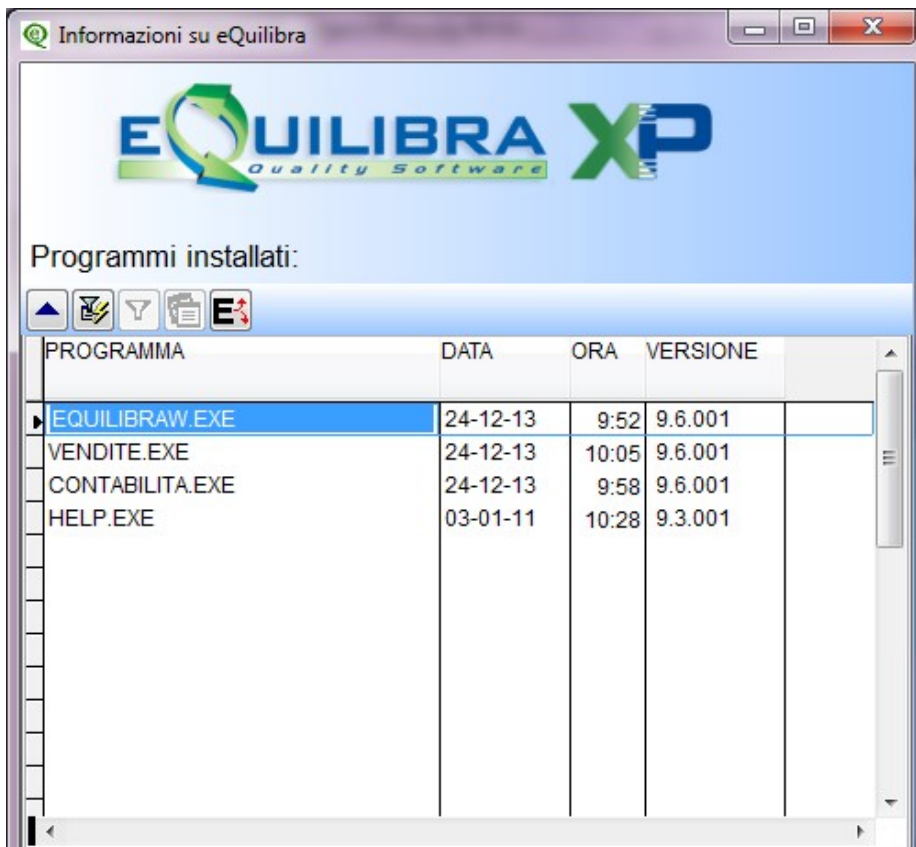 Informazioni su eQuilibra
EQUILIBRA XP
Quality Software
Programmi installati:
E
PROGRAMMA DATA ORA VERSIONE
EQUILIBRAW.EXE 24-12-13 9:52 9.6.001
VENDITE.EXE 24-12-13 10:05 9.6.001
CONTABILITA.EXE 24-12-13 9:58 9.6.001
HELP.EXE 03-01-11 10:28 9.3.001